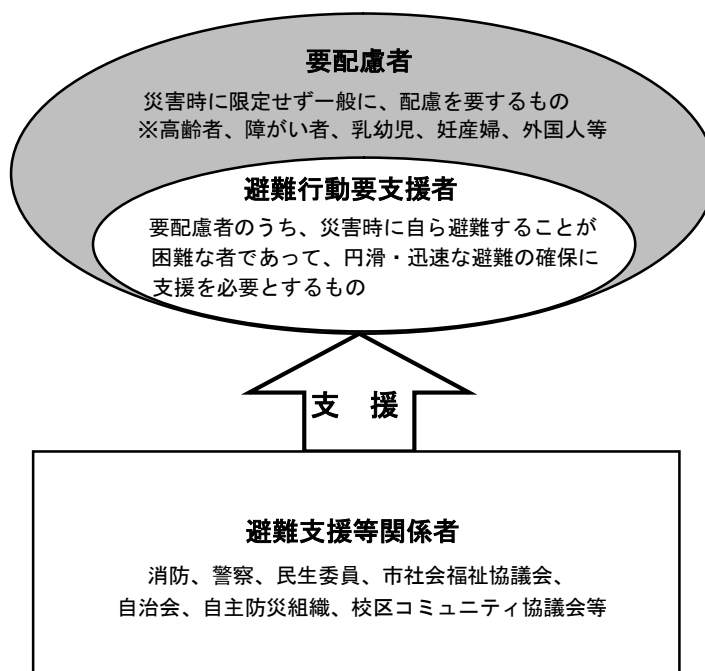 要配慮者
災害時に限定せず一般に、配慮を要するもの
※高齢者、障がい者、乳幼児、妊産婦、外国人等
避難行動要支援者
要配慮者のうち、災害時に自ら避難することが
困難な者であって、円滑・迅速な避難の確保に
支援を必要とするもの
支 援
避難支援等関係者
消防、警察、民生委員、市社会福祉協議会、
自治会、自主防災組織、校区コミュニティ協議会等